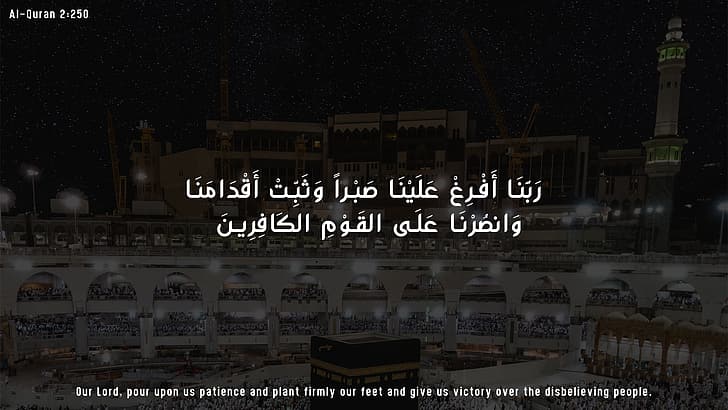 Al-Quran 2:250
رَبَنَا أَفْرِغْ عَلَيْنَا صَبْراً وَثَبِّتْ أَقْدَامَنَا
وَانصُرْنَا عَلَى القَوْمِ الكَافِرِينَ
Our Lord, pour upon us patience and plant firmly our feet and give us victory over the disbelieving people.